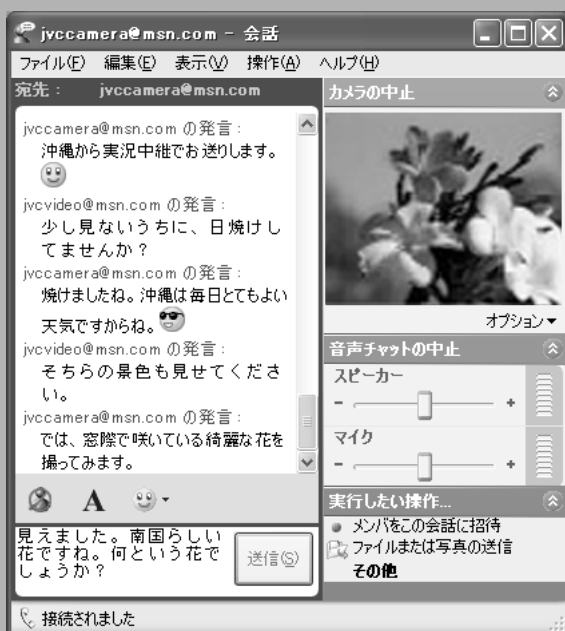 jvccamera@msn.com - 会話
ファイル(F) 編集(E) 表示(V) 操作(A) ヘルプ(H)
宛先： jvccamera@msn.com
jvccamera@msn.com の発言：
沖縄から実況中継でお送りします。
jvcvideo@msn.com の発言：
少し見ないうちに、日焼けし
てませんか？
jvccamera@msn.com の発言：
焼けましたね。沖縄は毎日とてもよい
天気ですからね。
jvcvideo@msn.com の発言：
そちらの景色も見せてくださ
い。
jvccamera@msn.com の発言：
では、窓際で咲いている綺麗な花を
撮ってみます。
A
見えました。南国らしい
花ですね。何という花で
しょうか？
送信(S)
カメラの中止
オプション
音声チャットの中止
スピーカー
- +
マイク
- +
実行したい操作...
メンバをこの会話に招待
ファイルまたは写真の送信
その他
接続されました